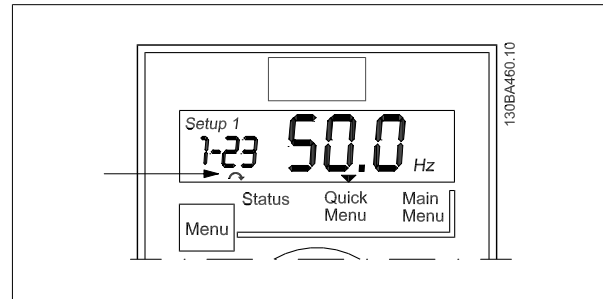 Setup 1
1-23 50.0 Hz
Status Quick Menu Main Menu
Menu
130BA460.10